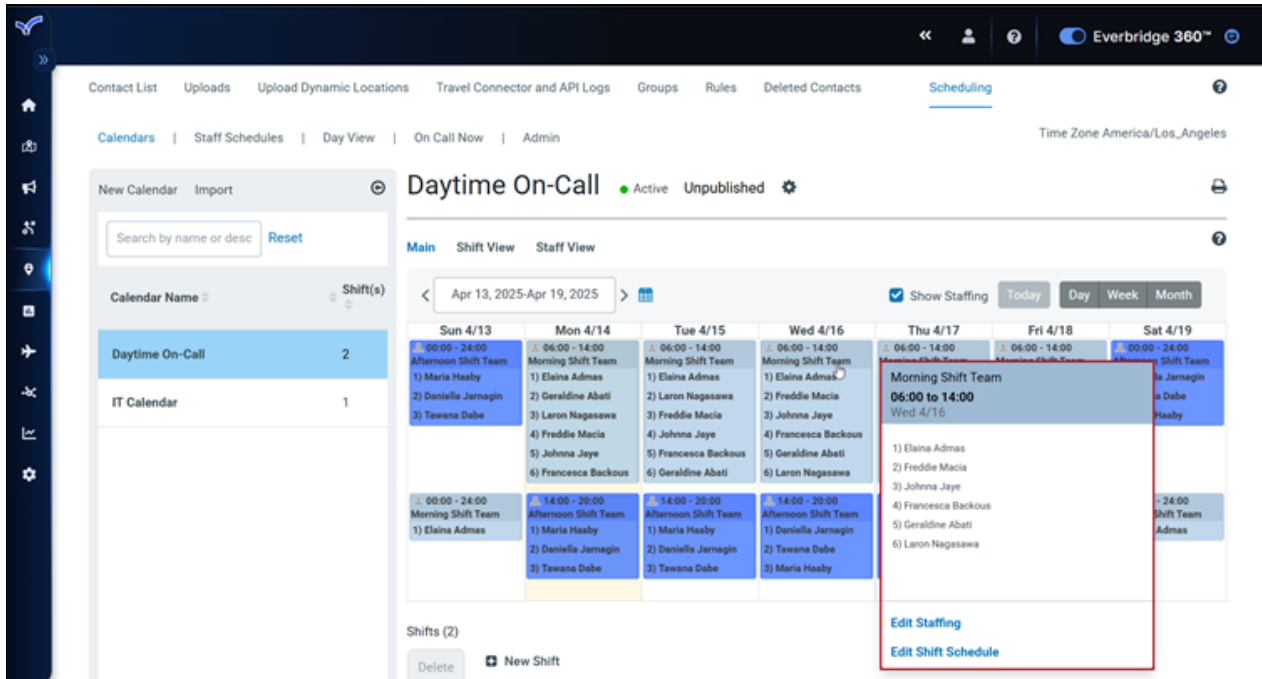 Everbridge 360™
Contact List Uploads Upload Dynamic Locations Travel Connector and API Logs Groups Rules Deleted Contacts Scheduling
Calendars | Staff Schedules | Day View | On Call Now | Admin
Time Zone America/Los_Angeles
New Calendar Import
Search by name or desc Reset
Calendar Name Shift(s)
Daytime On-Call 2
IT Calendar 1
Daytime On-Call Active Unpublished
Main Shift View Staff View
Apr 13, 2025-Apr 19, 2025
Show Staffing Today Day Week Month
Sun 4/13 Mon 4/14 Tue 4/15 Wed 4/16 Thu 4/17 Fri 4/18 Sat 4/19
00:00 - 24:00
Afternoon Shift Team
1) Maria Haaby
2) Daniella Jarnagin
3) Tawana Dabe
06:00 - 14:00
Morning Shift Team
1) Elaina Admas
2) Geraldine Abati
3) Laron Nagasawa
4) Freddie Macia
5) Johnna Jaye
6) Francesca Backous
06:00 - 14:00
Morning Shift Team
1) Elaina Admas
2) Laron Nagasawa
3) Freddie Macia
4) Johnna Jaye
5) Francesca Backous
6) Geraldine Abati
06:00 - 14:00
Morning Shift Team
1) Elaina Admas
2) Freddie Macia
3) Johnna Jaye
4) Francesca Backous
5) Geraldine Abati
6) Laron Nagasawa
06:00 - 14:00
06:00 - 14:00
00:00 - 24:00
Shift Team
Jarnagin
Dabe
Haaby
00:00 - 24:00
Morning Shift Team
1) Elaina Admas
14:00 - 20:00
Afternoon Shift Team
1) Maria Haaby
2) Daniella Jarnagin
3) Tawana Dabe
14:00 - 20:00
Afternoon Shift Team
1) Maria Haaby
2) Daniella Jarnagin
3) Tawana Dabe
14:00 - 20:00
Afternoon Shift Team
1) Daniella Jarnagin
2) Tawana Dabe
3) Maria Haaby
- 24:00
Shift Team
Admas
Morning Shift Team
06:00 to 14:00
Wed 4/16
1) Elaina Admas
2) Freddie Macia
3) Johnna Jaye
4) Francesca Backous
5) Geraldine Abati
6) Laron Nagasawa
Edit Staffing
Edit Shift Schedule
Shifts (2)
Delete New Shift